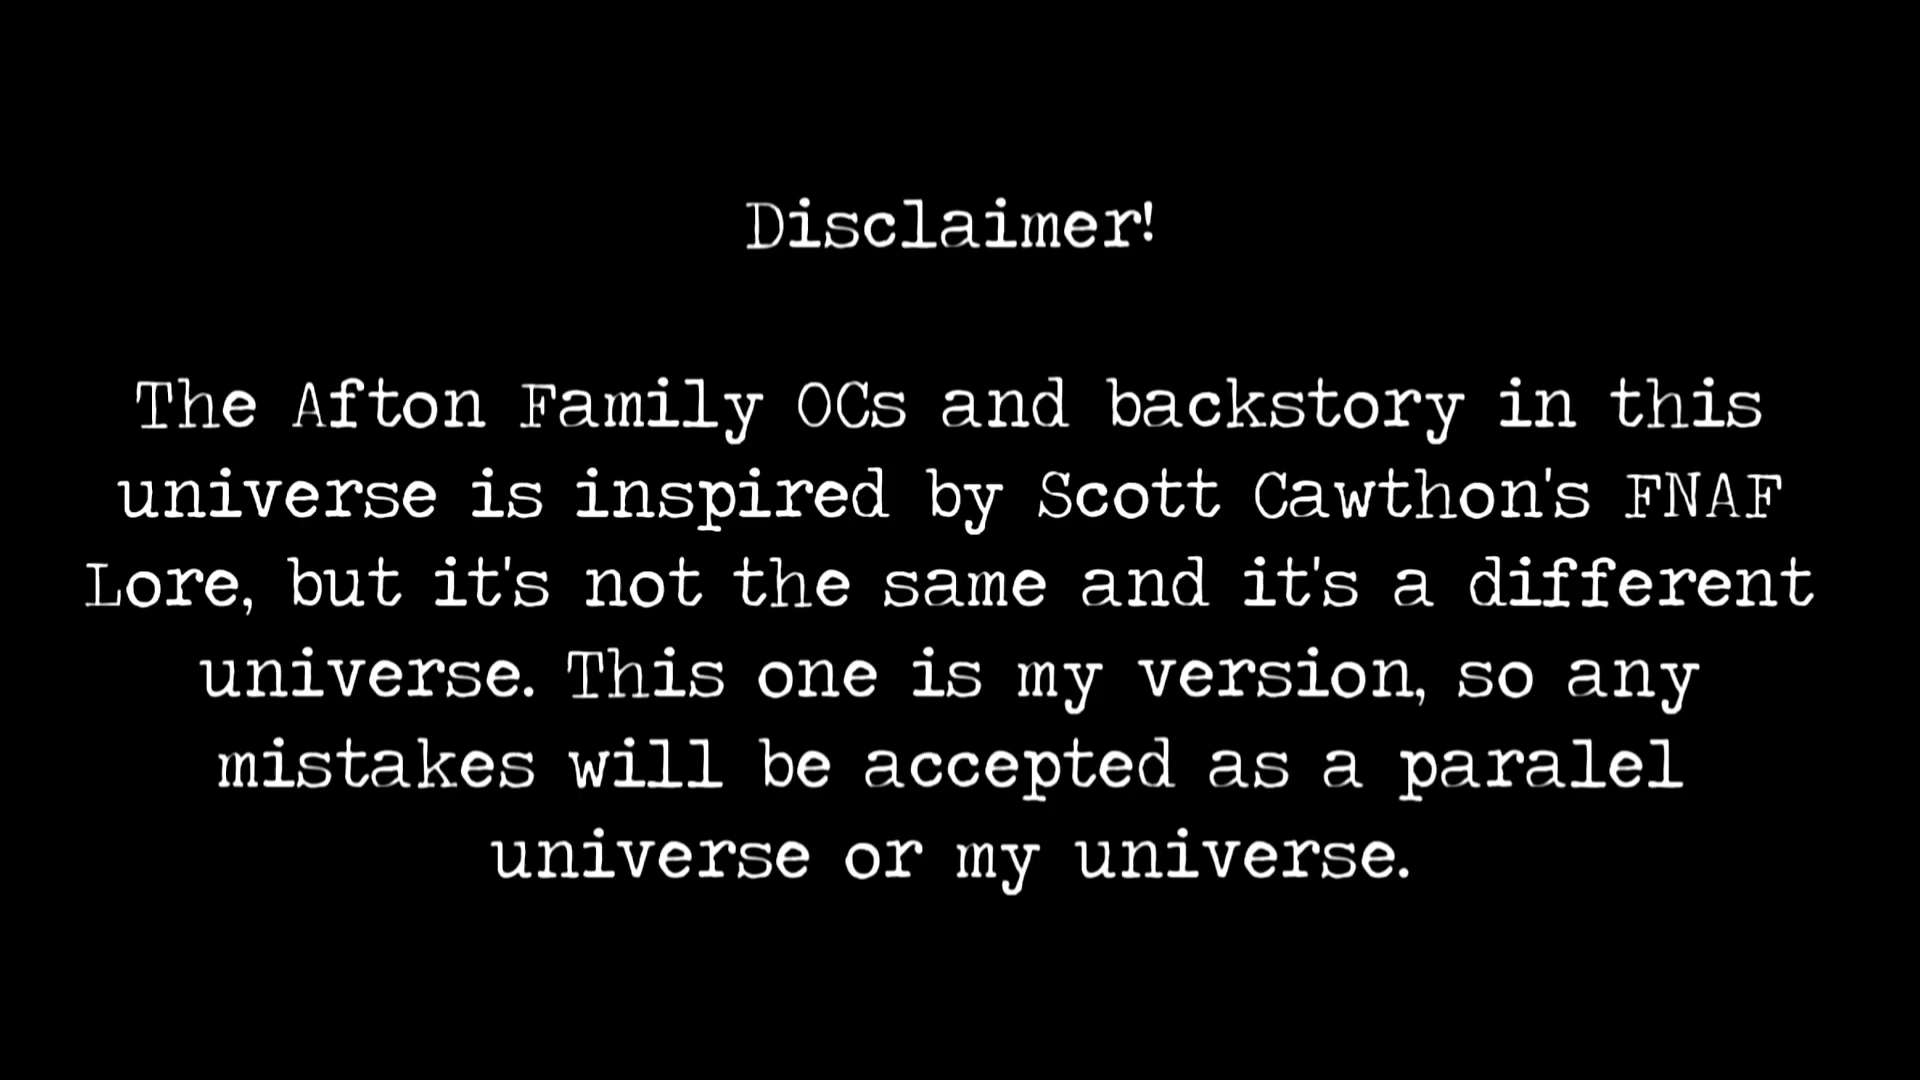 Disclaimer!
The Afton Family OCs and backstory in this
universe is inspired by Scott Cawthon's FNAF
Lore, but it's not the same and it's a different
universe. This one is my version, so any
mistakes will be accepted as a paralel
universe or my universe.